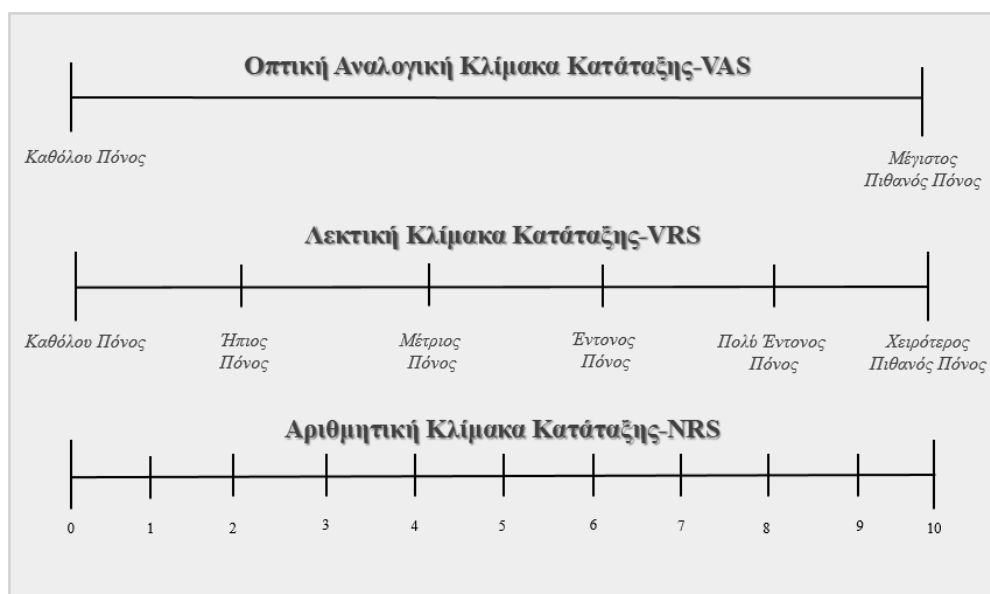 Οπτική Αναλογική Κλίμακα Κατάταξης-VAS
Καθόλου Πόνος
Μέγιστος
Πιθανός Πόνος
Λεκτική Κλίμακα Κατάταξης-VRS
Καθόλου Πόνος
Ήπιος
Πόνος
Μέτριος
Πόνος
Έντονος
Πόνος
Πολύ Έντονος
Πόνος
Χειρότερος
Πιθανός Πόνος
Αριθμητική Κλίμακα Κατάταξης-NRS
0 1 2 3 4 5 6 7 8 9 10